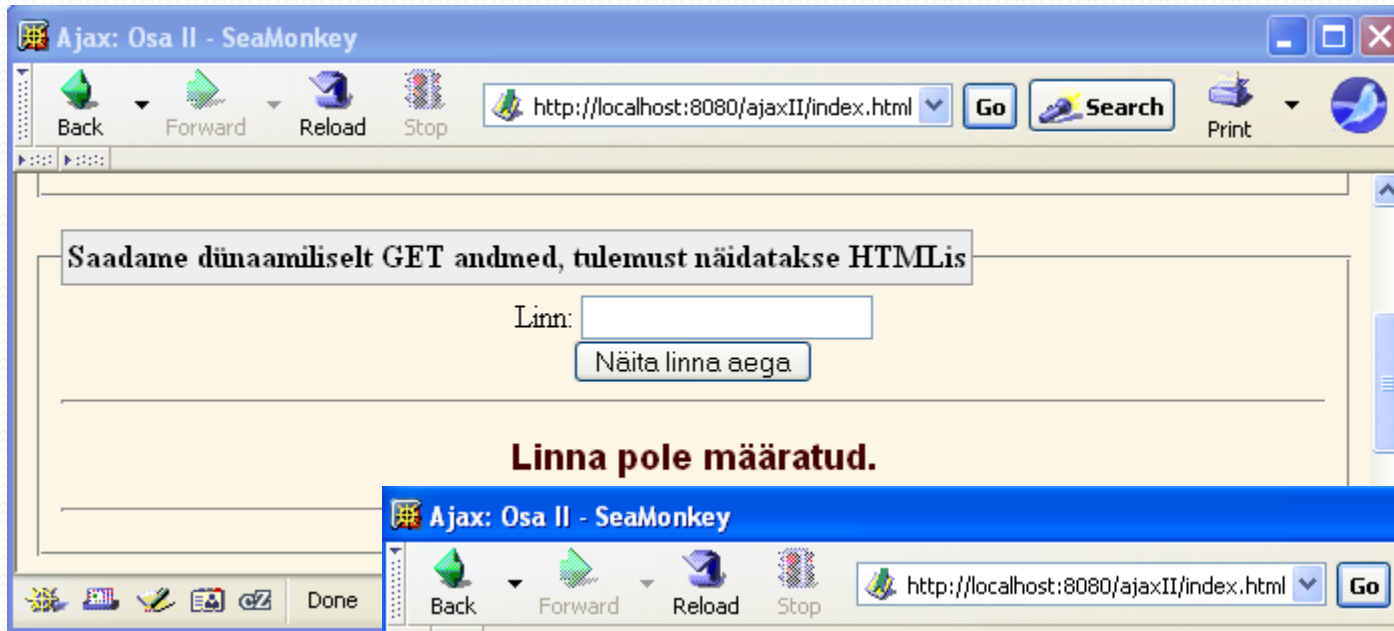 Ajax: Osa II - SeaMonkey
Back Forward Reload Stop http://localhost:8080/ajaxII/index.html Go Search Print
Saadame dünaamiliselt GET andmed, tulemust näidatakse HTMLis
Linn:
Näita linna aega
Linna pole määratud.
Done
Ajax: Osa II - SeaMonkey
Back Forward Reload Stop http://localhost:8080/ajaxII/index.html Go